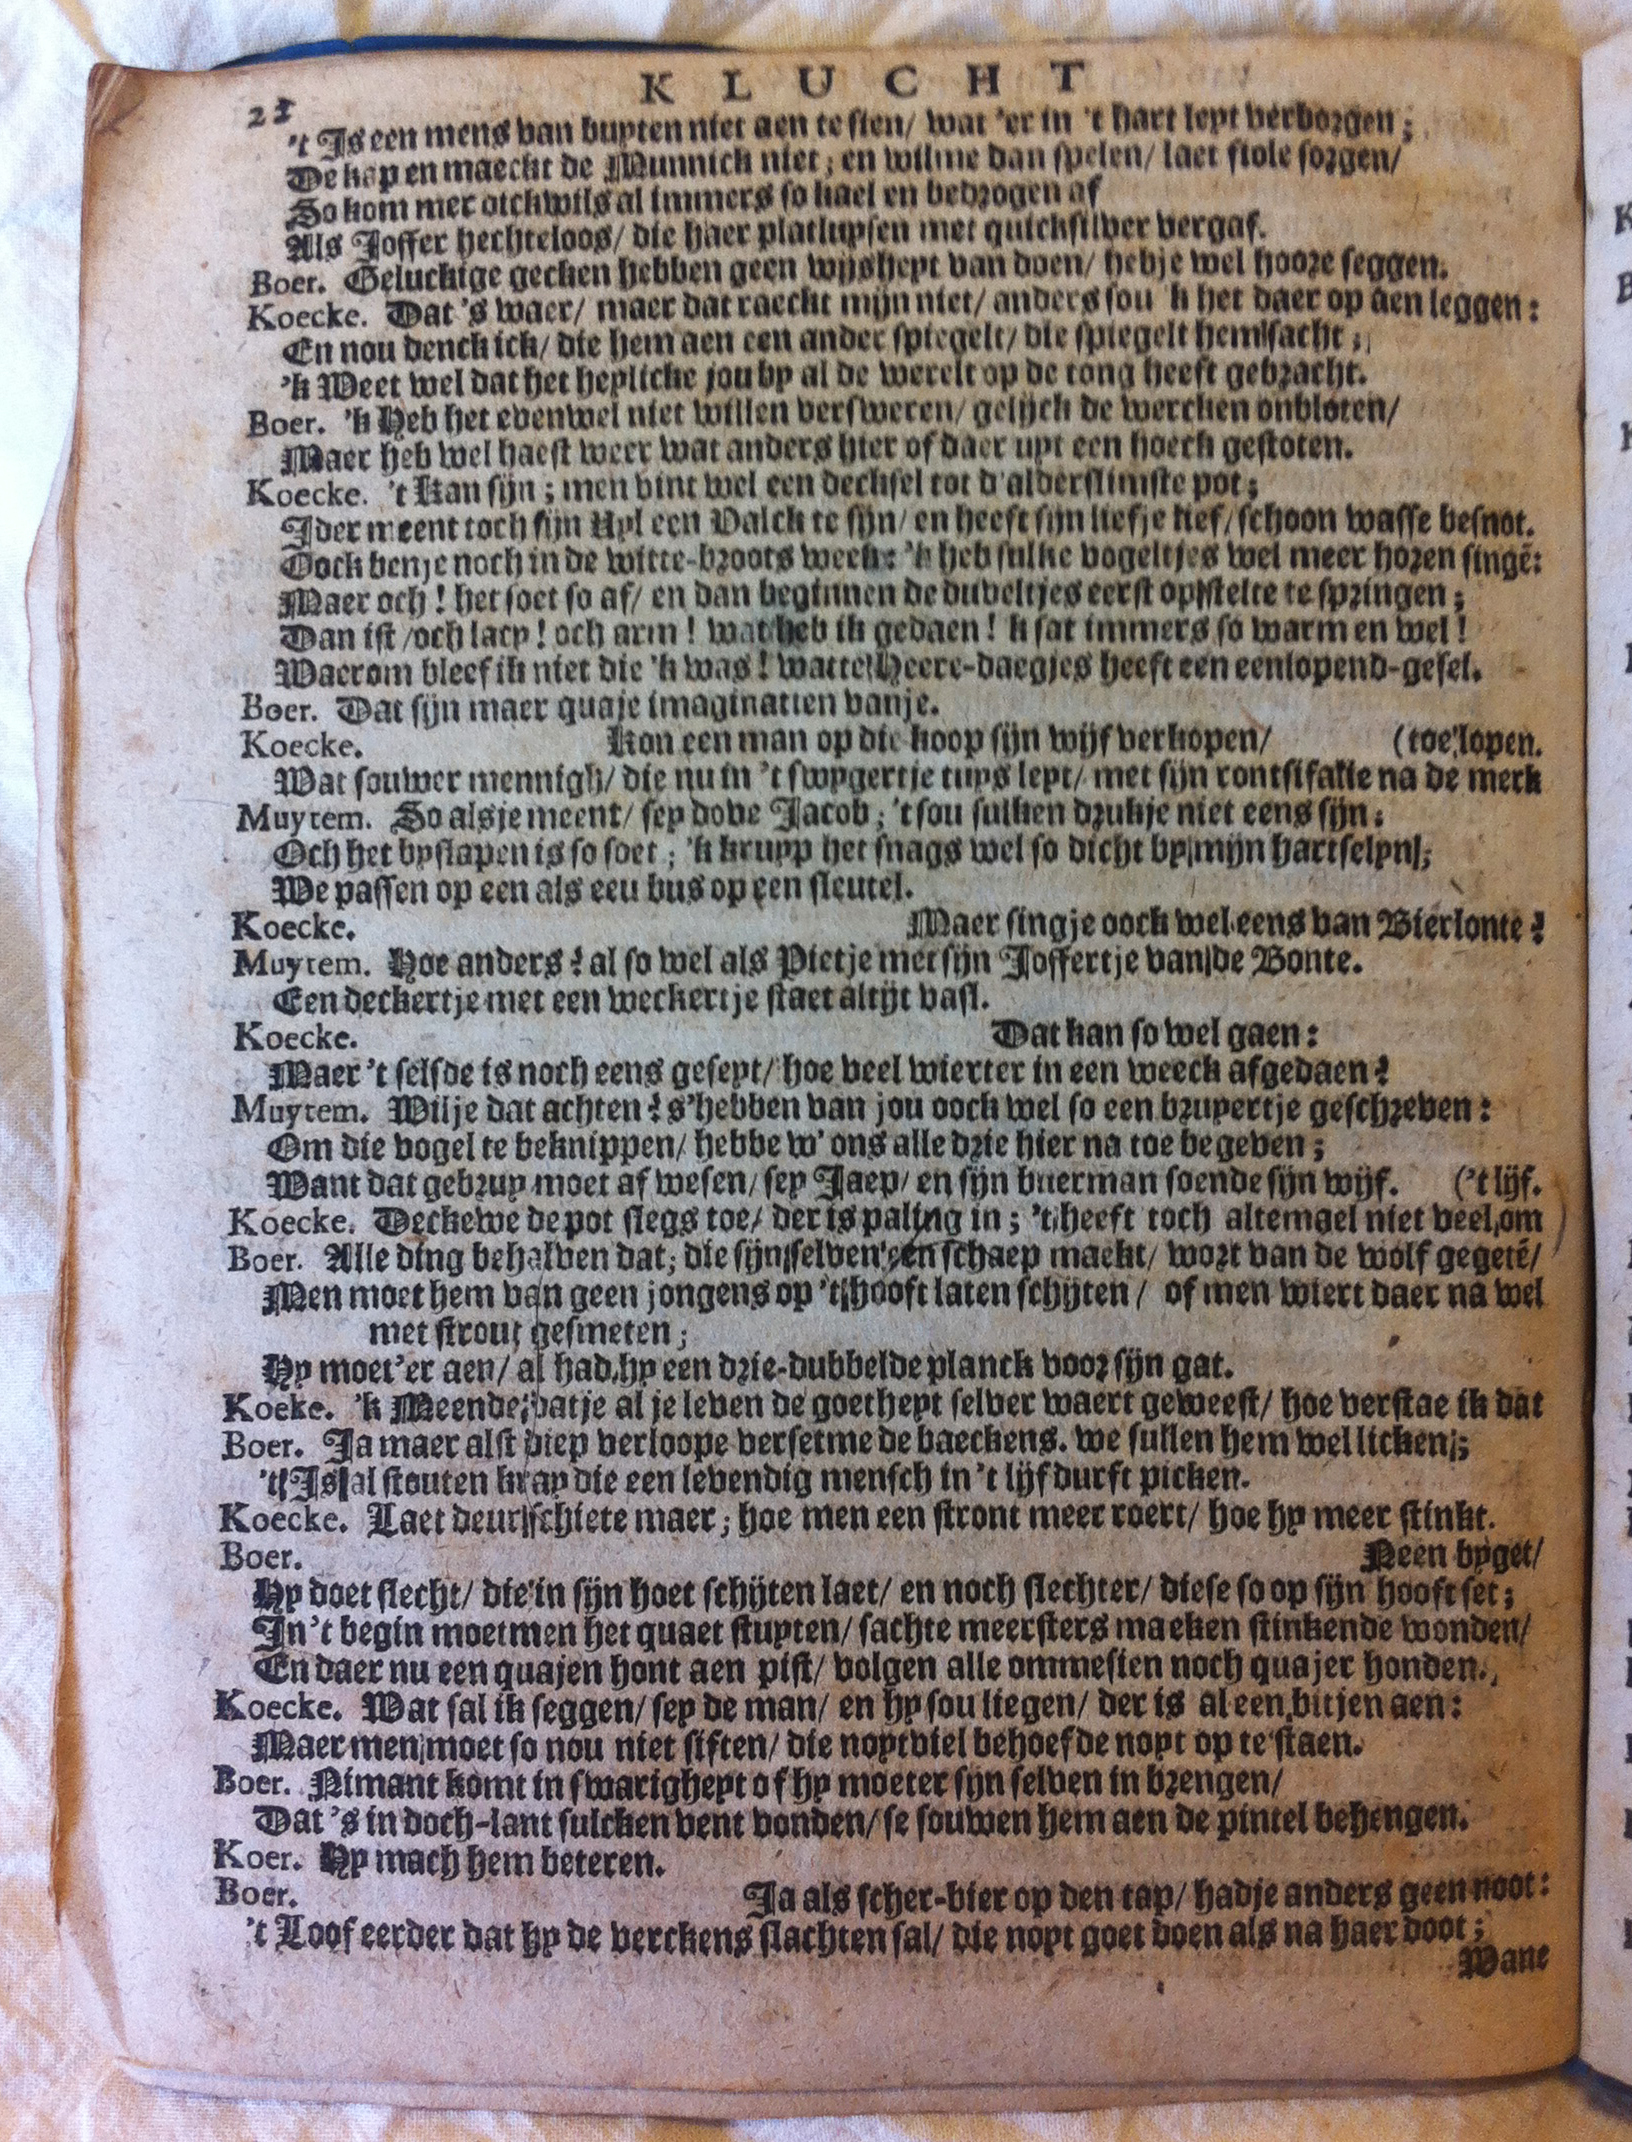 KLUCHT
22
't Is een mens van buyten niet aen te sien/ wat 'er in 't hart leyt verborgen;
De kap en maeckt de Munnick niet; en wilme dan spelen/ laet siole sorgen/
So kom mer oickwils al immers so kael en bedrogen af
Als Joffer hechteloos/ die haer platluysen met quicksilver vergaf.
Boer. Geluckige gecken hebben geen wijsheyt van doen/ hebje wel hoore seggen.
Koecke. Dat 's waer/ maer dat raeckt mijn niet/ anders sou 'k het daer op aen leggen:
En nou denck ick/ die hem aen een ander spiegelt/ die spiegelt hem sacht;
'k Weet wel dat het heylicke jou by al de werelt op de tong heeft gebracht.
Boer. 'k Heb het evenwel niet willen versweren/ gelijck de wercken onbloten/
Maer heb wel haest weer wat anders hier of daer uyt een hoeck gestoten.
Koecke. 't Kan sijn; men vint wel een decksel tot d'alderslimste pot;
Ider meent toch sijn Uyl een Valck te sijn/ en heeft sijn liefje lief/ schoon wasse besnot.
Oock benje noch in de witte-broots week: 'k heb sulke vogeltjes wel meer horen singē:
Maer och! het soet so af/ en dan beginnen de duveltjes eerst op stelte te springen;
Dan ist/ och lacy! och arm! wat heb ik gedaen! k sat immers so warm en wel!
Waerom bleef ik niet die 'k was! watte Heere-daegjes heeft een eenlopend-gesel.
Boer. Dat sijn maer quaje imaginatien vanje.
Koecke. Kon een man op die koop sijn wijf verkopen/ (toe lopen.
Wat souwer mennigh/ die nu in 't swygertje tuys leyt/ met sijn rontsifalie na de merk
Muytem. So alsje meent/ sey dove Jacob; 't sou sulken drukje niet eens sijn:
Och het byslapen is so soet; 'k kruyp het snags wel so dicht by mijn hartselyn;
We passen op een als eeu bus op een sleutel.
Koecke. Maer singje oock wel eens van Bierlonte?
Muytem. Hoe anders? al so wel als Pietje met sijn Joffertje van de Bonte.
Een deckertje met een weckertje staet altijt vast.
Koecke. Dat kan so wel gaen:
Maer 't selfde is noch eens geseyt/ hoe veel wierter in een weeck afgedaen?
Muytem. Wilje dat achten? s'hebben van jou oock wel so een bruyertje geschreven:
Om die vogel te beknippen/ hebbe w' ons alle drie hier na toe begeven;
Want dat gebruy moet af wesen/ sey Jaep/ en sijn buerman soende sijn wijf. ('t lijf.
Koecke. Deckewe de pot slegs toe/ der is paling in; 't heeft toch altemael niet veel om
Boer. Alle ding behalven dat; die sijn selven een schaep maekt/ wort van de wolf gegetē/
Men moet hem van geen jongens op 't hooft laten schijten/ of men wiert daer na wel
met stront gesmeten;
Hy moet'er aen/ al had hy een drie-dubbelde planck voor sijn gat.
Koeke. 'k Meende datje al je leven de goetheyt selver waert geweest/ hoe verstae ik dat
Boer. Ja maer alst diep verloope versetme de baeckens. we sullen hem wel licken;
't Is al stouten kray die een levendig mensch in 't lijf durft picken.
Koecke. Laet deur schiete maer; hoe men een stront meer roert/ hoe hy meer stinkt.
Boer. Neen byget/
Hy doet slecht/ die in sijn hoet schijten laet/ en noch slechter/ diese so op sijn hooft set;
In 't begin moetmen het quaet stuyten/ sachte meersters maeken stinkende wonden/
En daer nu een quajen hont aen pist/ volgen alle ommesien noch quajer honden.
Koecke. Wat sal ik seggen/ sey de man/ en hy sou liegen/ der is al een bitjen aen:
Maer men moet so nou niet siften/ die noyt viel behoefde noyt op te staen.
Boer. Nimant komt in swarigheyt of hy moeter sijn selven in brengen/
Dat 's in doch-lant sulcken vent vonden/ se souwen hem aen de pintel behengen.
Koer. Hy mach hem beteren.
Boer. Ja als scher-bier op den tap/ hadje anders geen noot:
't Loof eerder dat hy de verckens slachten sal/ die noyt goet doen als na haer doot;
Wane